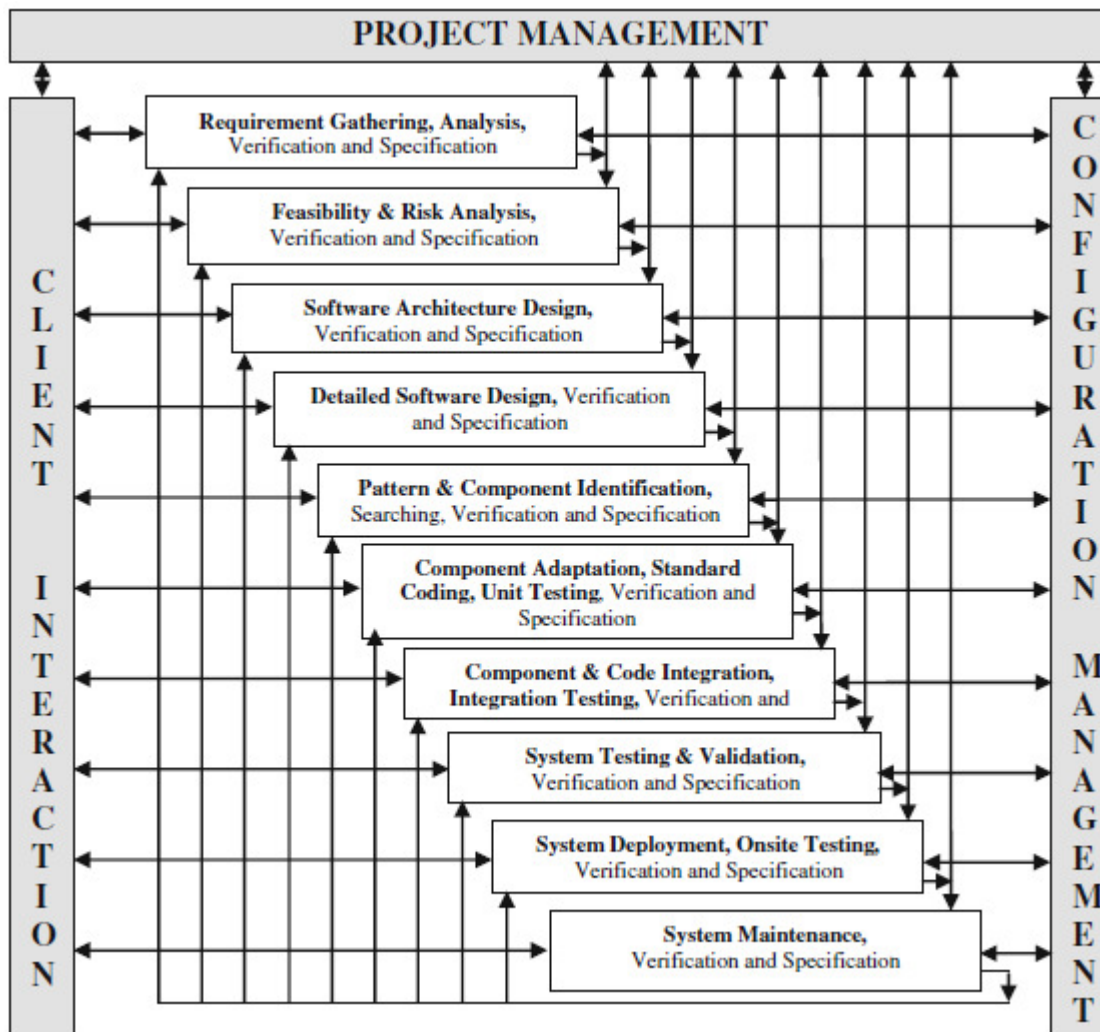 PROJECT MANAGEMENT
CLIENT INTERACTION
Requirement Gathering, Analysis,
Verification and Specification
Feasibility & Risk Analysis,
Verification and Specification
Software Architecture Design,
Verification and Specification
Detailed Software Design, Verification
and Specification
Pattern & Component Identification,
Searching, Verification and Specification
Component Adaptation, Standard
Coding, Unit Testing, Verification and
Specification
Component & Code Integration,
Integration Testing, Verification and
System Testing & Validation,
Verification and Specification
System Deployment, Onsite Testing,
Verification and Specification
System Maintenance,
Verification and Specification
CONFIGURATION MANAGEMENT